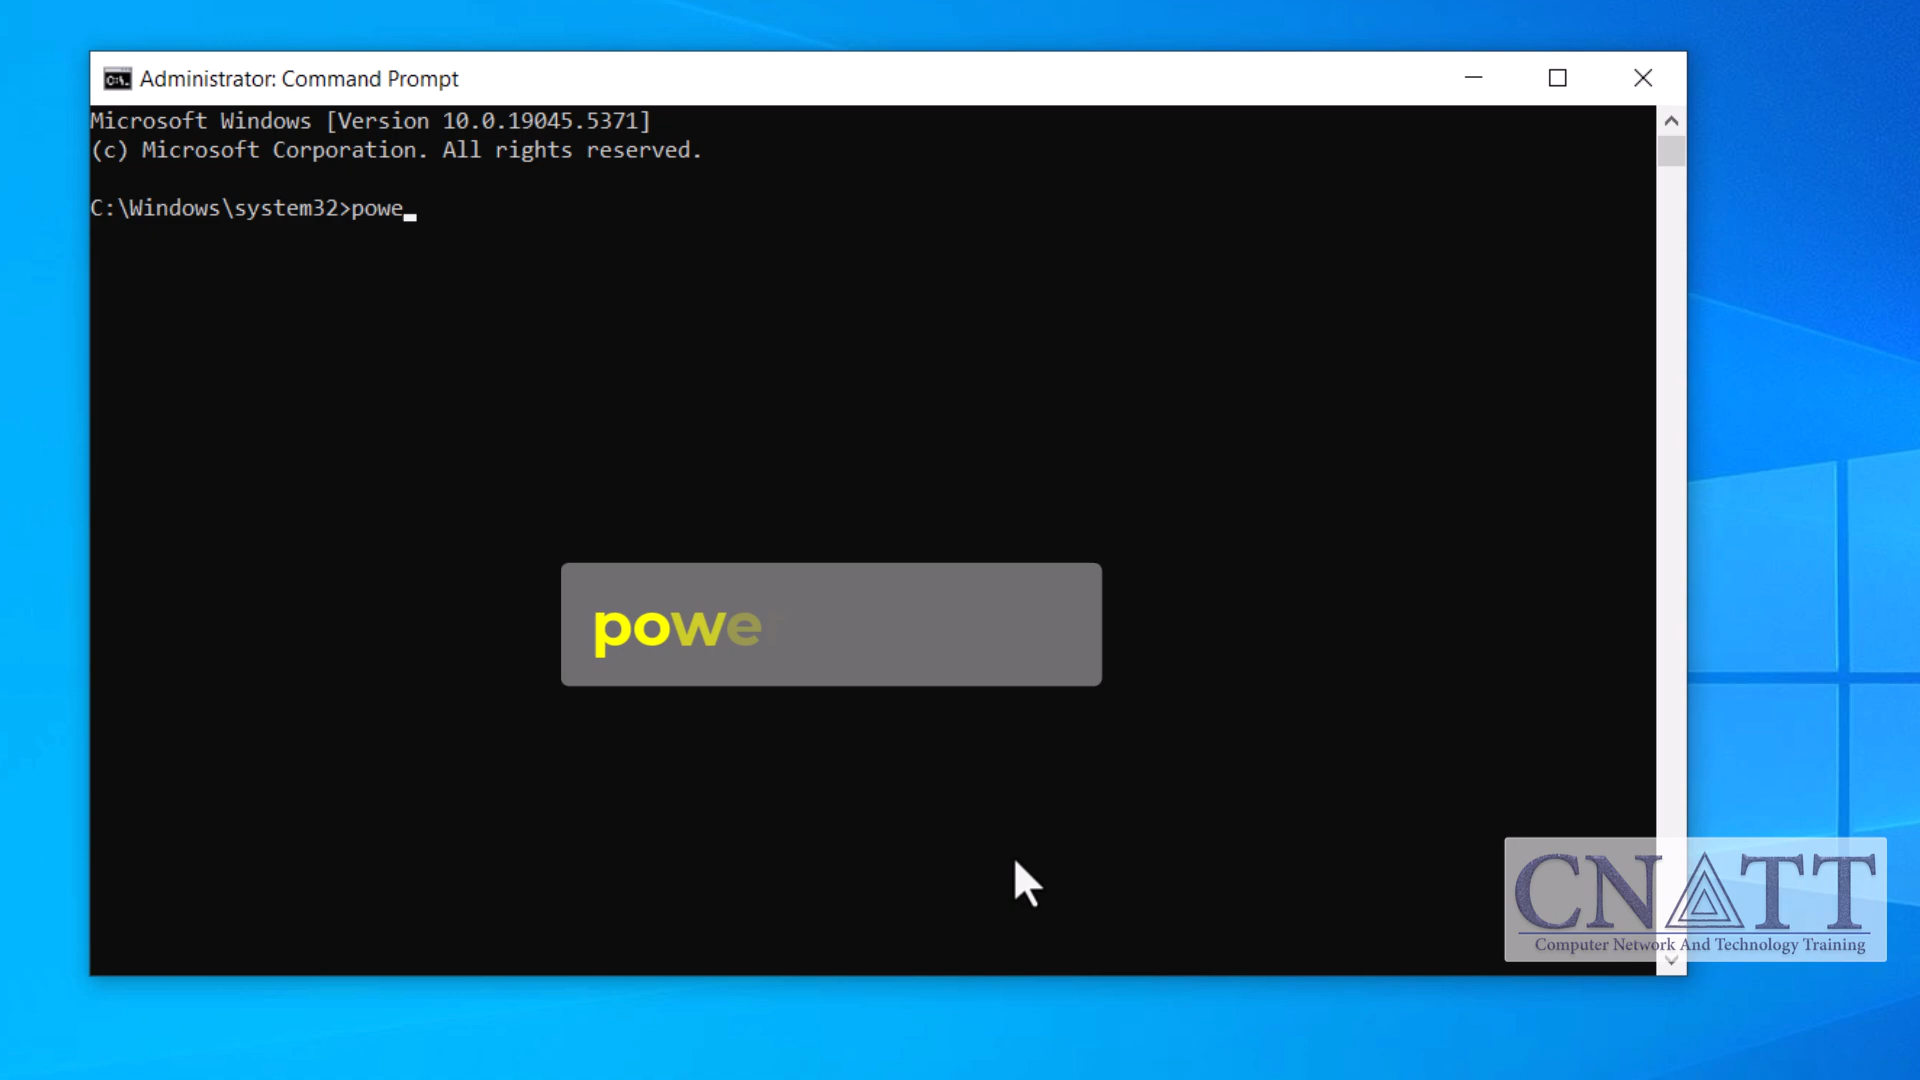 Administrator: Command Prompt
Microsoft Windows [Version 10.0.19045.5371]
(c) Microsoft Corporation. All rights reserved.
C:\Windows\system32>powe
power
CNATT
Computer Network And Technology Training